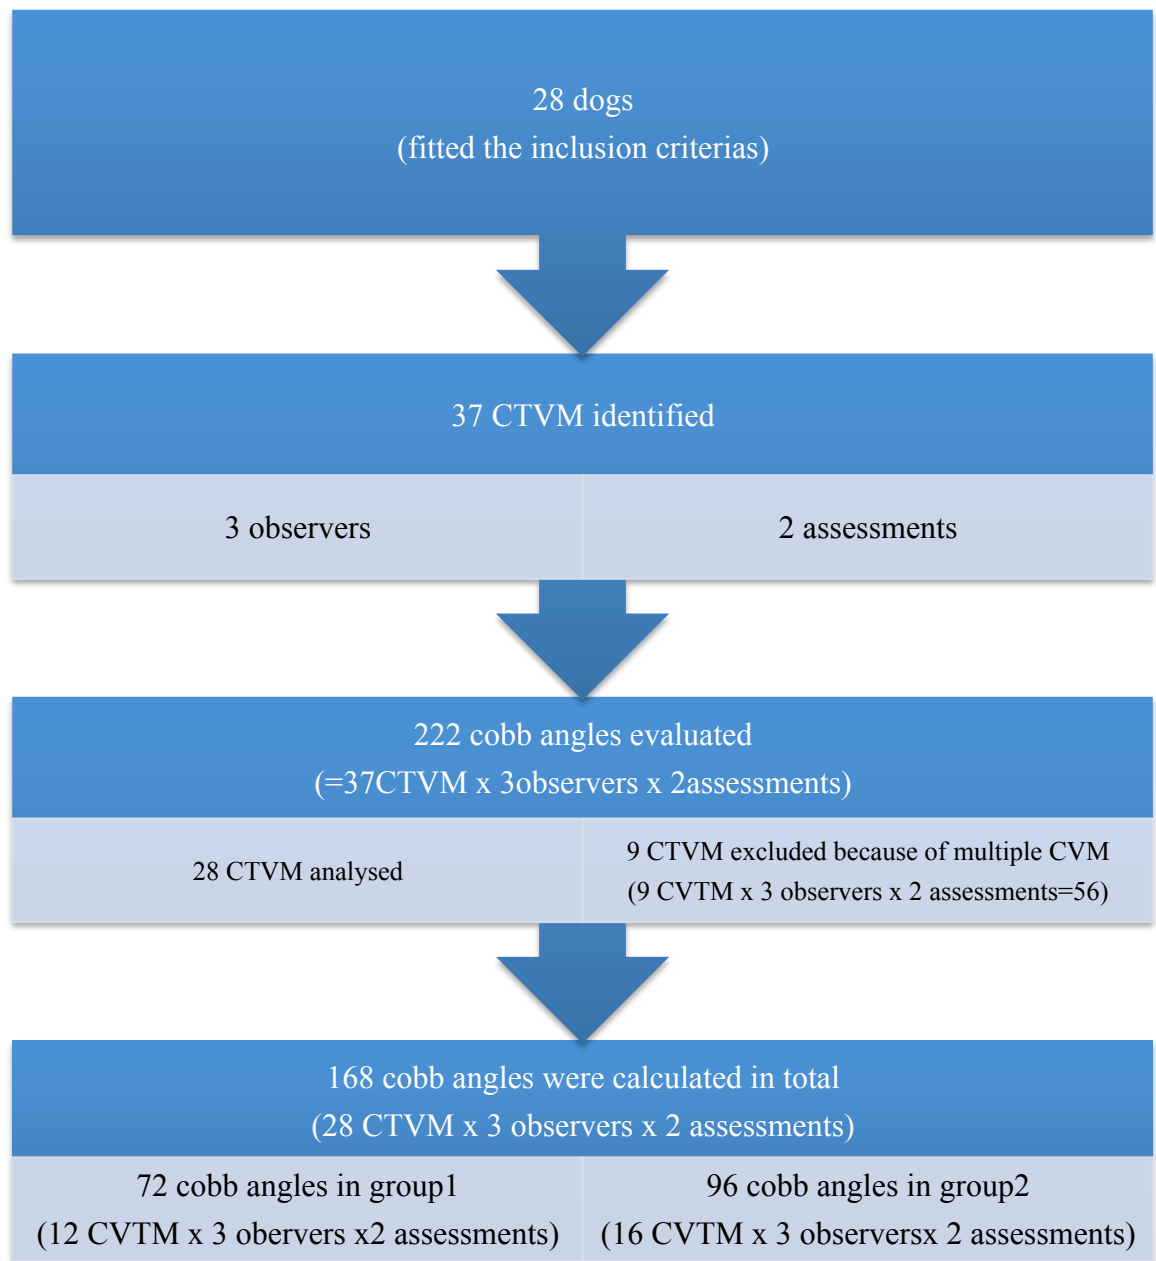 28 dogs
(fitted the inclusion criterias)
37 CTVM identified
3 observers
2 assessments
222 cobb angles evaluated
(=37CTVM x 3observers x 2assessments)
28 CTVM analysed
9 CTVM excluded because of multiple CVM
(9 CVTM x 3 observers x 2 assessments=56)
168 cobb angles were calculated in total
(28 CTVM x 3 observers x 2 assessments)
72 cobb angles in group1
(12 CVTM x 3 obervers x2 assessments)
96 cobb angles in group2
(16 CVTM x 3 observersx 2 assessments)